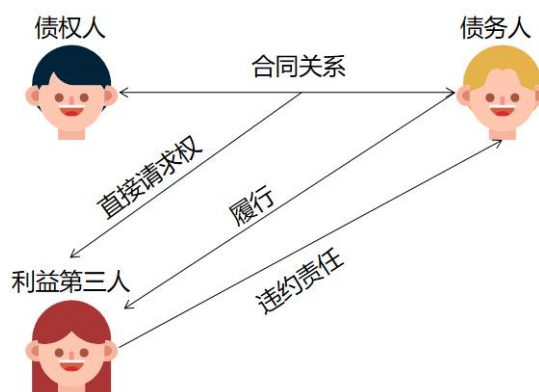 债权人
债务人
合同关系
直接请求权
履行
违约责任
利益第三人